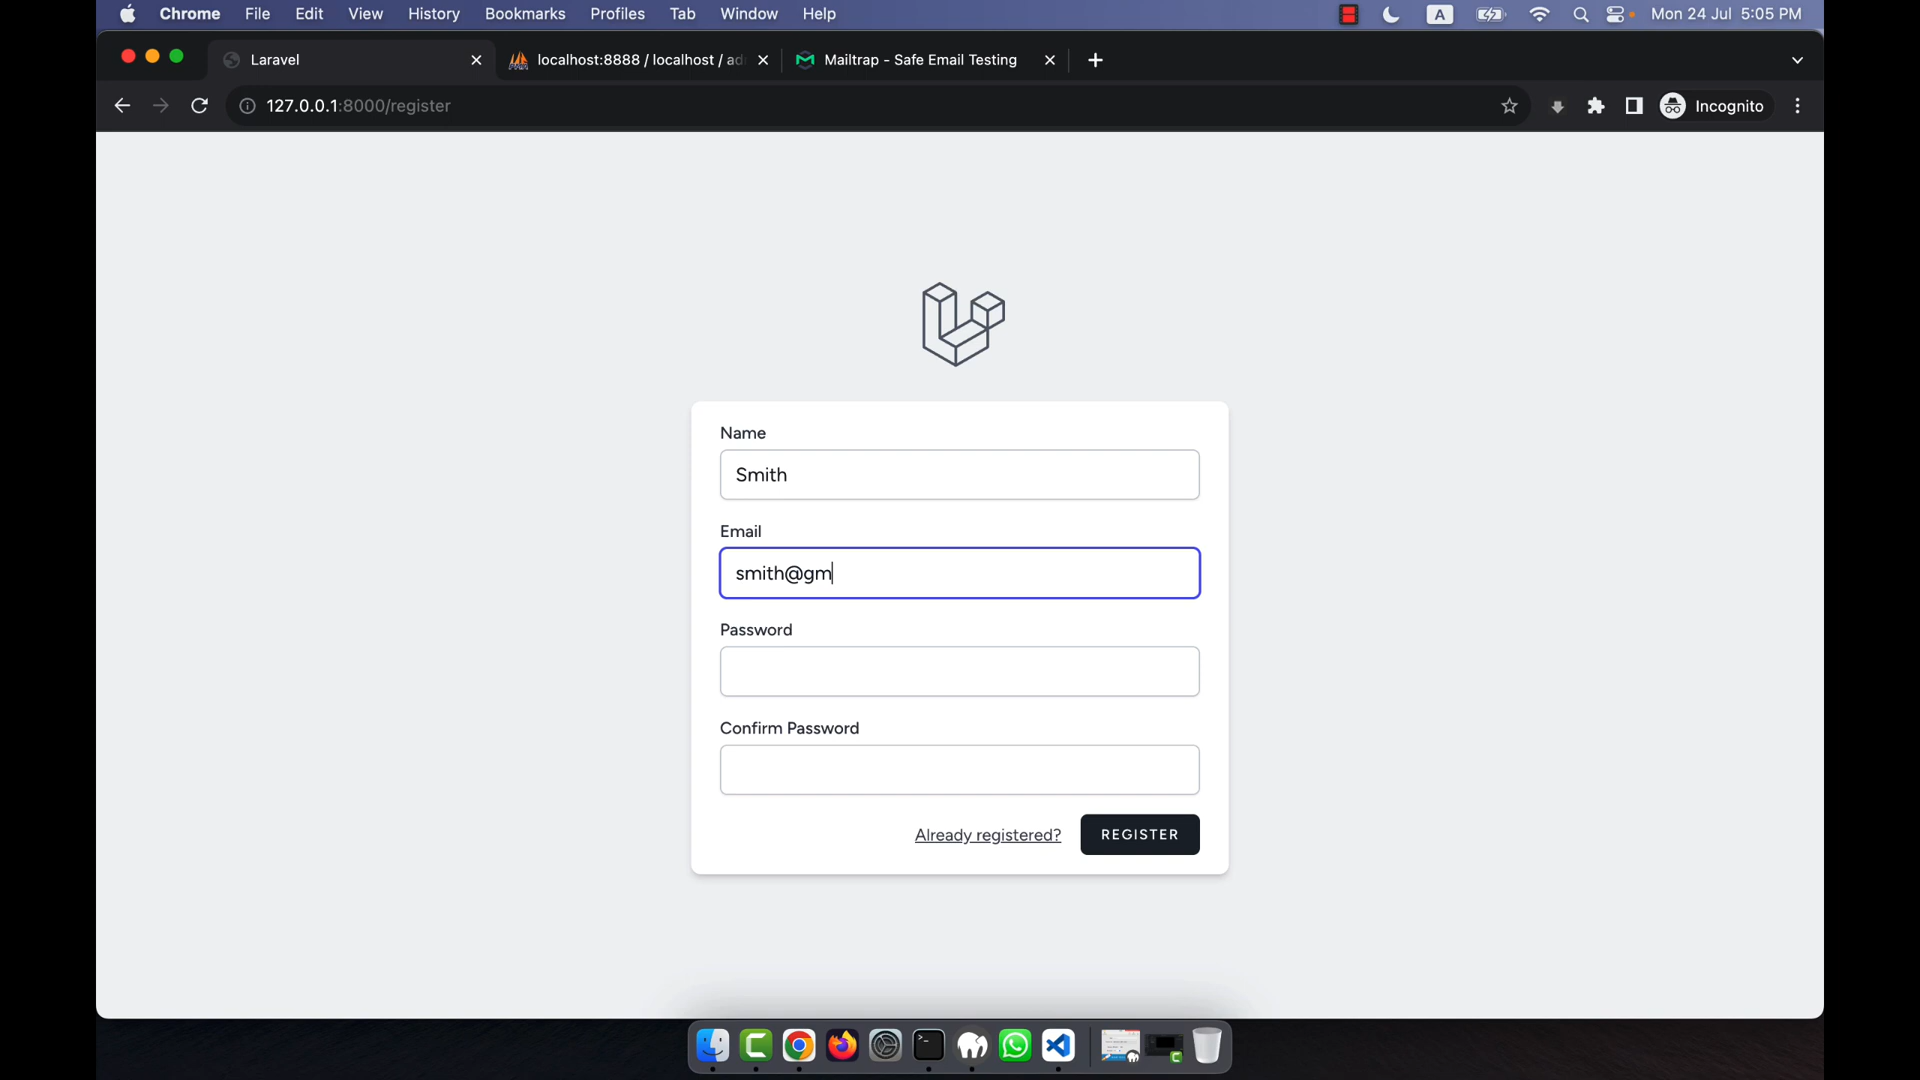 Chrome File Edit View History Bookmarks Profiles Tab Window Help A Mon 24 Jul 5:05 PM
Laravel localhost:8888 / localhost / ad Mailtrap - Safe Email Testing
127.0.0.1:8000/register Incognito
Name
Smith
Email
smith@gm
Password
Confirm Password
Already registered? REGISTER